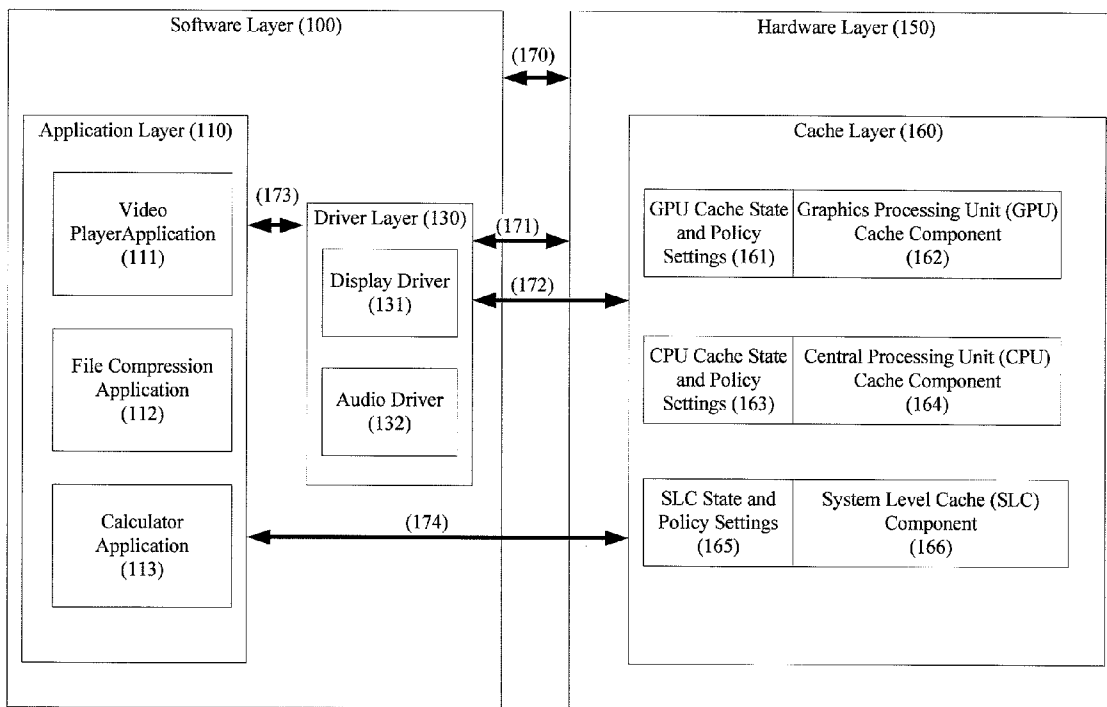 Software Layer (100)
(170)
Hardware Layer (150)
Application Layer (110)
Video
PlayerApplication
(111)
File Compression
Application
(112)
Calculator
Application
(113)
(173)
Driver Layer (130)
Display Driver
(131)
Audio Driver
(132)
(171)
(172)
(174)
Cache Layer (160)
GPU Cache State
and Policy
Settings (161)
Graphics Processing Unit (GPU)
Cache Component
(162)
CPU Cache State
and Policy
Settings (163)
Central Processing Unit (CPU)
Cache Component
(164)
SLC State and
Policy Settings
(165)
System Level Cache (SLC)
Component
(166)